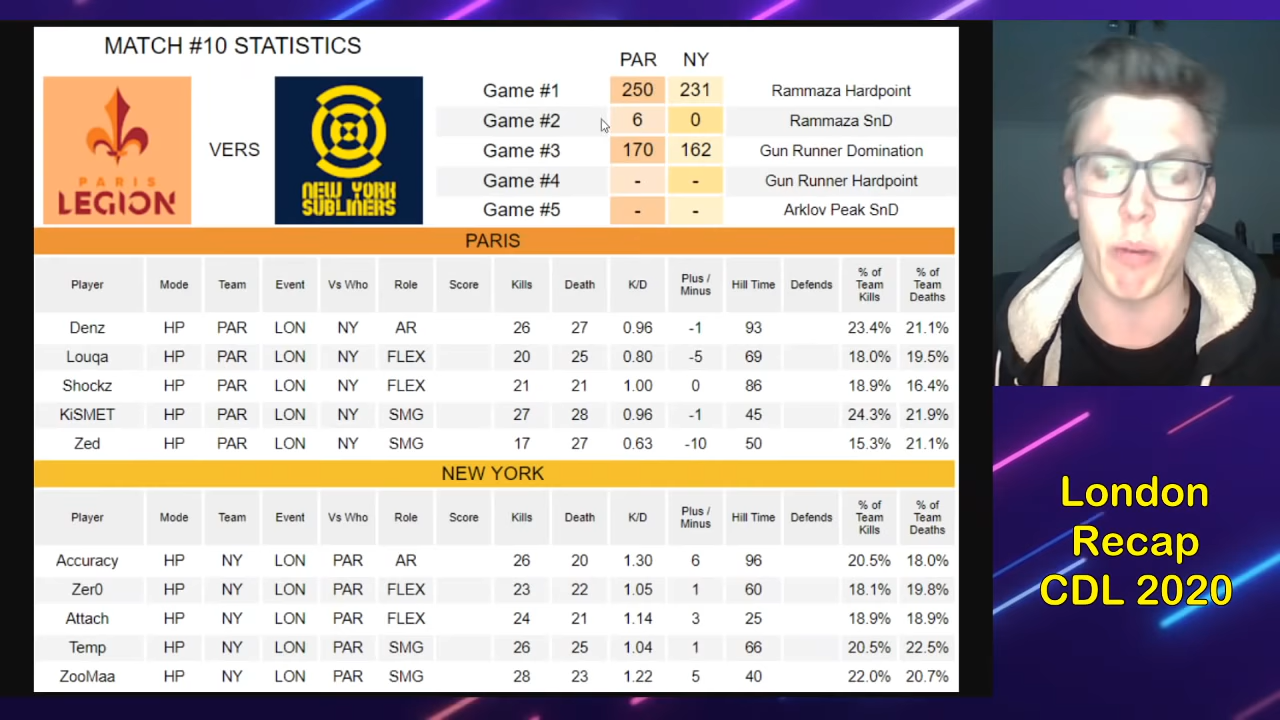 MATCH #10 STATISTICS
PARIS
LEGION
VERS
NEW YORK
SUBLINERS
PAR NY
Game #1 250 231 Rammaza Hardpoint
Game #2 6 0 Rammaza SnD
Game #3 170 162 Gun Runner Domination
Game #4 - - Gun Runner Hardpoint
Game #5 - - Arklov Peak SnD
PARIS
Player Mode Team Event Vs Who Role Score Kills Death K/D Plus / Minus Hill Time Defends % of Team Kills % of Team Deaths
Denz HP PAR LON NY AR 26 27 0.96 -1 93 23.4% 21.1%
Louqa HP PAR LON NY FLEX 20 25 0.80 -5 69 18.0% 19.5%
Shockz HP PAR LON NY FLEX 21 21 1.00 0 86 18.9% 16.4%
KiSMET HP PAR LON NY SMG 27 28 0.96 -1 45 24.3% 21.9%
Zed HP PAR LON NY SMG 17 27 0.63 -10 50 15.3% 21.1%
NEW YORK
Player Mode Team Event Vs Who Role Score Kills Death K/D Plus / Minus Hill Time Defends % of Team Kills % of Team Deaths
Accuracy HP NY LON PAR AR 26 20 1.30 6 96 20.5% 18.0%
Zer0 HP NY LON PAR FLEX 23 22 1.05 1 60 18.1% 19.8%
Attach HP NY LON PAR FLEX 24 21 1.14 3 25 18.9% 18.9%
Temp HP NY LON PAR SMG 26 25 1.04 1 66 20.5% 22.5%
ZooMaa HP NY LON PAR SMG 28 23 1.22 5 40 22.0% 20.7%
London
Recap
CDL 2020